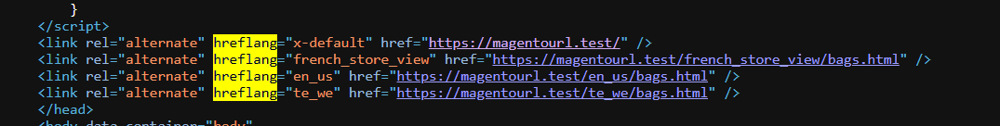 }
</script>
<link rel="alternate" hreflang="x-default" href="https://magentourl.test/" />
<link rel="alternate" hreflang="french_store_view" href="https://magentourl.test/french_store_view/bags.html" />
<link rel="alternate" hreflang="en_us" href="https://magentourl.test/en_us/bags.html" />
<link rel="alternate" hreflang="te_we" href="https://magentourl.test/te_we/bags.html" />
</head>
<body data-container="body"